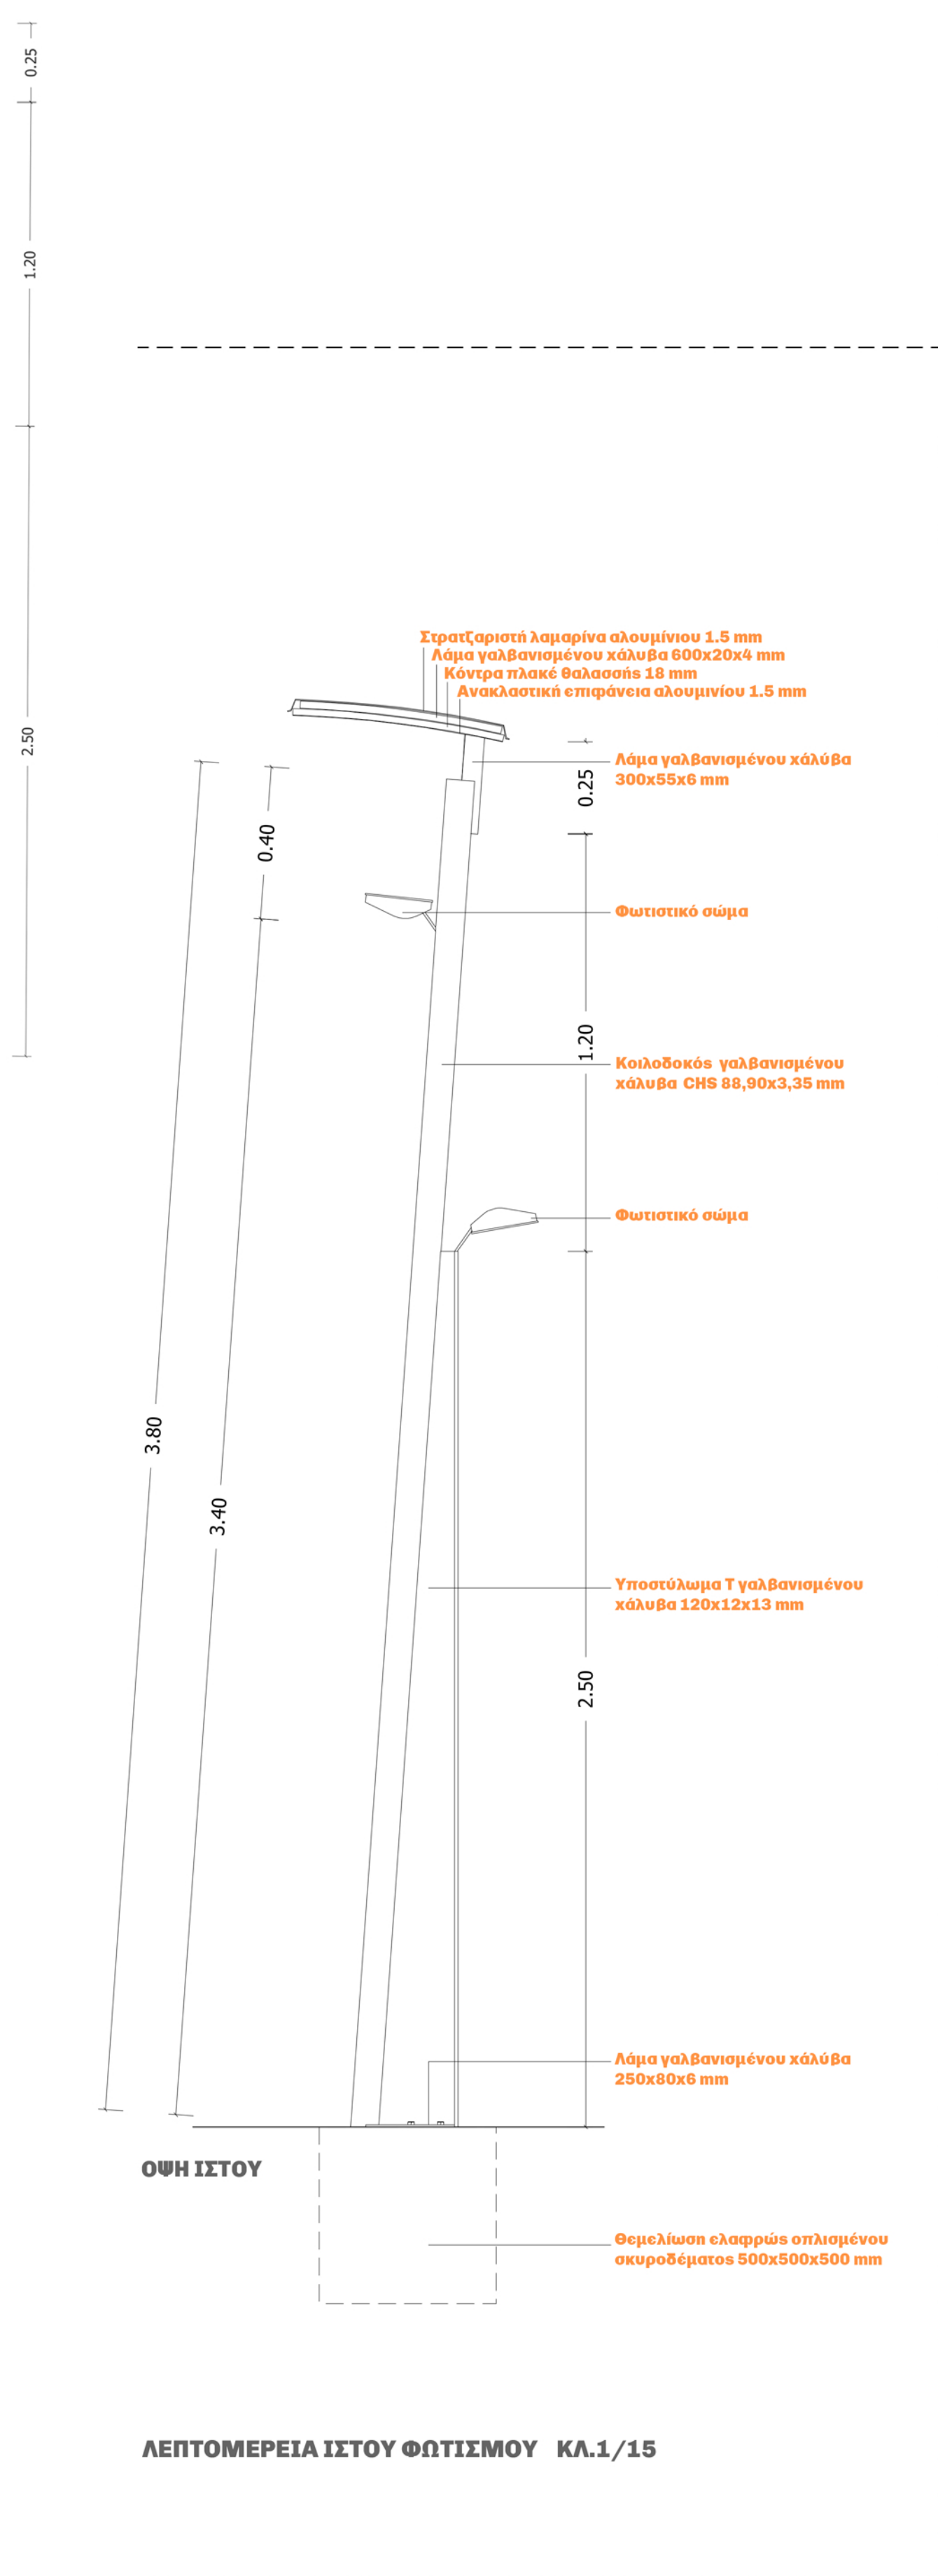 0.25
1.20
2.50
Στρατζαριστή λαμαρίνα αλουμίνιου 1.5 mm
Λάμα γαλβανισμένου χάλυβα 600x20x4 mm
Κόντρα πλακέ θαλασσής 18 mm
Ανακλαστική επιφάνεια αλουμινίου 1.5 mm
Λάμα γαλβανισμένου χάλύβα
300x55x6 mm
0.25
0.40
Φωτιστικό σώμα
1.20
Κοιλοδοκός γαλβανισμένου
χάλυβα CHS 88,90x3,35 mm
Φωτιστικό σώμα
3.80
3.40
Υποστύλωμα Τ γαλβανισμένου
χάλυβα 120x12x13 mm
2.50
Λάμα γαλβανισμένου χάλύβα
250x80x6 mm
ΟΨΗ ΙΣΤΟΥ
Θεμελίωση ελαφρώς οπλισμένου
σκυροδέματος 500x500x500 mm
ΛΕΠΤΟΜΕΡΕΙΑ ΙΣΤΟΥ ΦΩΤΙΣΜΟΥ ΚΛ.1/15